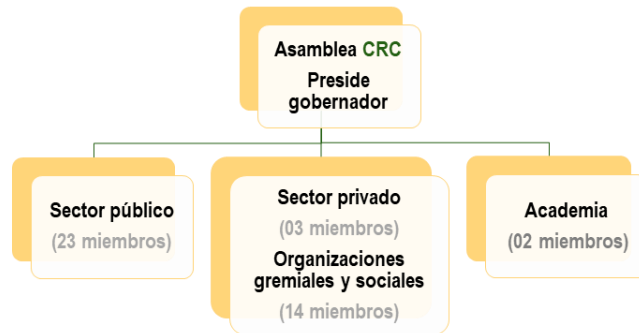 Asamblea CRC
Preside
gobernador
Sector público
(23 miembros)
Sector privado
(03 miembros)
Organizaciones
gremiales y sociales
(14 miembros)
Academia
(02 miembros)